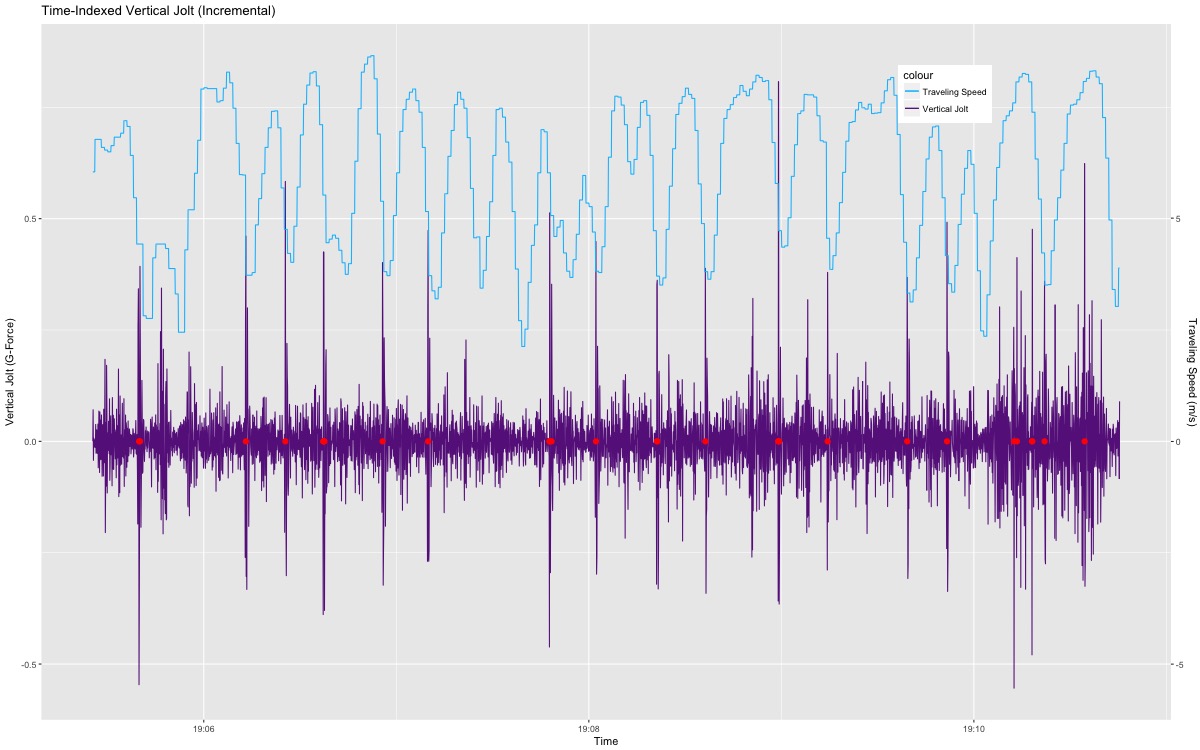 Time-Indexed Vertical Jolt (Incremental)
colour
Traveling Speed
Vertical Jolt
0.5
0.0
-0.5
Vertical Jolt (G-Force)
5
0
-5
Traveling Speed (m/s)
19:06
19:08
19:10
Time